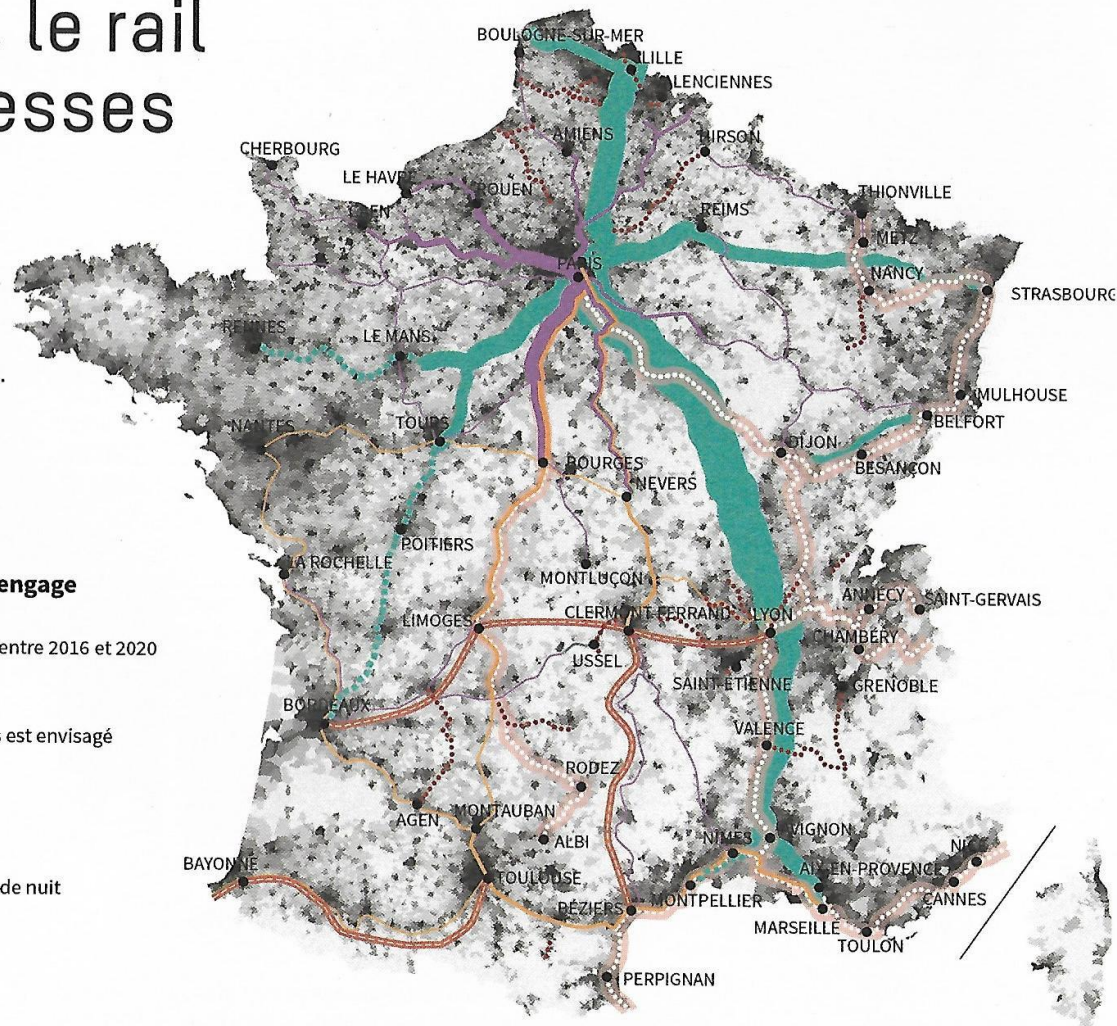 le rail
esses
BOULOGNE-SUR-MER
LILLE
ALENCIENNES
AMIENS
HIRSON
CHERBOURG
LE HAVRE
ROUEN
THIONVILLE
REIMS
METZ
PARIS
NANCY
STRASBOURG
RENNES
LE MANS
MULHOUSE
BELFORT
NANTES
TOURS
DIJON
BESANÇON
BOURGES
NEVERS
POITIERS
LA ROCHELLE
MONTLUÇON
engage
ANNECY
SAINT-GERVAIS
LIMOGES
CLERMONT-FERRAND
LYON
CHAMBÉRY
entre 2016 et 2020
USSEL
SAINT-ÉTIENNE
GRENOBLE
BORDEAUX
s est envisagé
VALENCE
RODEZ
AGEN
MONTAUBAN
ALBI
NÎMES
VIGNON
NICE
BAYONNE
TOULOUSE
AIX-EN-PROVENCE
de nuit
BÉZIERS
MONTPELLIER
CANNES
MARSEILLE
TOULON
PERPIGNAN